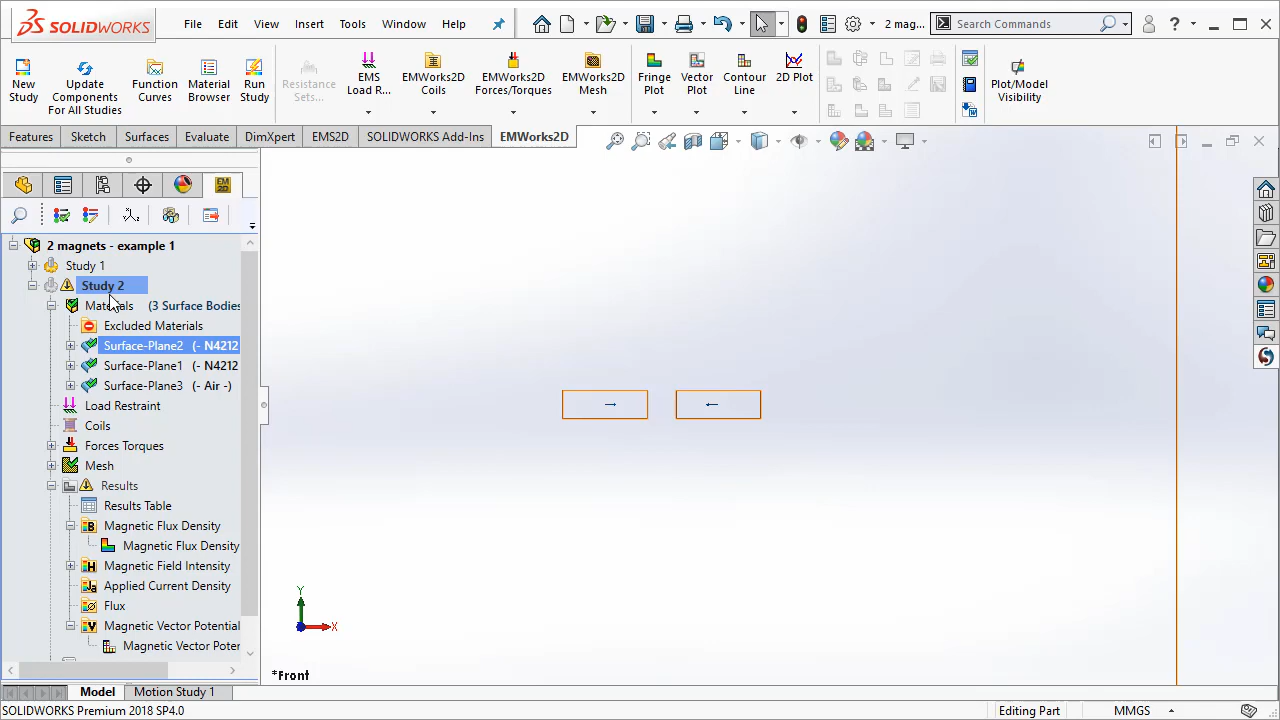 SOLIDWORKS
File Edit View Insert Tools Window Help
2 mag...
Search Commands
New Study
Update Components For All Studies
Function Curves
Material Browser
Run Study
Resistance Sets...
EMS Load R...
EMWorks2D Coils
EMWorks2D Forces/Torques
EMWorks2D Mesh
Fringe Plot
Vector Plot
Contour Line
2D Plot
Plot/Model Visibility
Features Sketch Surfaces Evaluate DimXpert EMS2D SOLIDWORKS Add-Ins EMWorks2D
2 magnets - example 1
Study 1
Study 2
Materials (3 Surface Bodies
Excluded Materials
Surface-Plane2 (- N4212
Surface-Plane1 (- N4212
Surface-Plane3 (- Air -)
Load Restraint
Coils
Forces Torques
Mesh
Results
Results Table
Magnetic Flux Density
Magnetic Flux Density
Magnetic Field Intensity
Applied Current Density
Flux
Magnetic Vector Potential
Magnetic Vector Poter
Y
X
*Front
Model Motion Study 1
SOLIDWORKS Premium 2018 SP4.0
Editing Part
MMGS